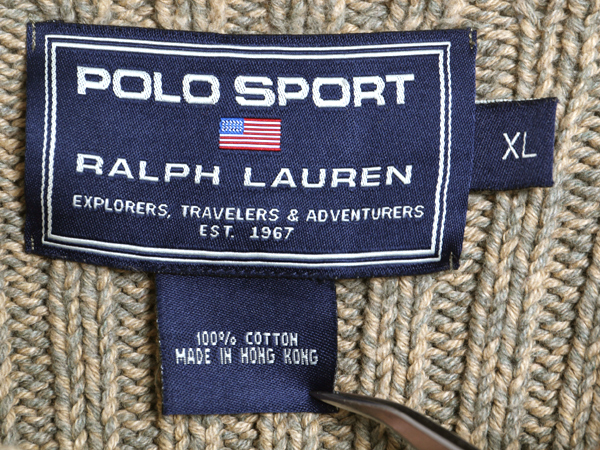 POLO SPORT
RALPH LAUREN
EXPLORERS, TRAVELERS & ADVENTURERS
EST. 1967
XL
100% COTTON
MADE IN HONG KONG